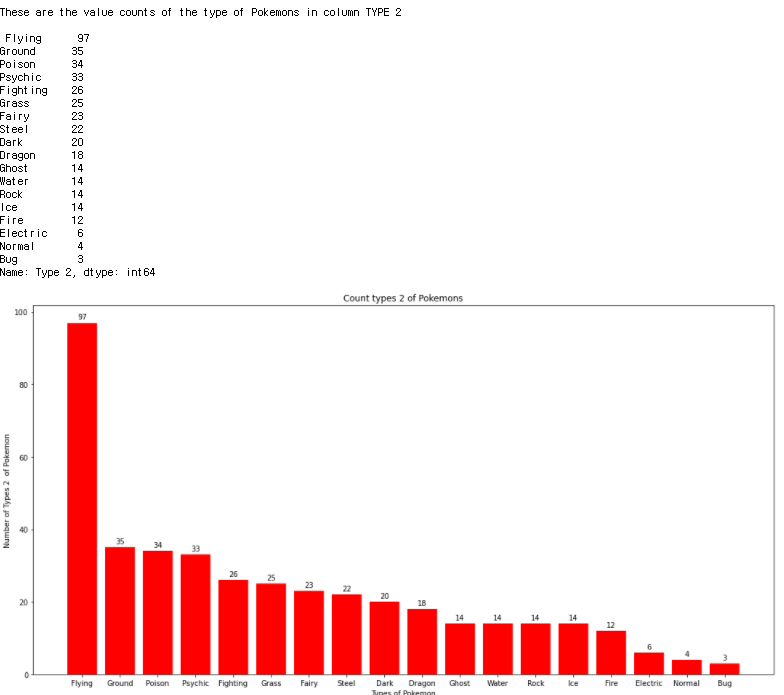 These are the value counts of the type of Pokemons in column TYPE 2
Flying 97
Ground 35
Poison 34
Psychic 33
Fighting 26
Grass 25
Fairy 23
Steel 22
Dark 20
Dragon 18
Ghost 14
Water 14
Rock 14
Ice 14
Fire 12
Electric 6
Normal 4
Bug 3
Name: Type 2, dtype: int64
Count types 2 of Pokemons
Number of Types 2 of Pokemon
100
80
60
40
20
0
97 35 34 33 26 25 23 22 20 18 14 14 14 14 12 6 4 3
Flying Ground Poison Psychic Fighting Grass Fairy Steel Dark Dragon Ghost Water Rock Ice Fire Electric Normal Bug
Types of Pokemon